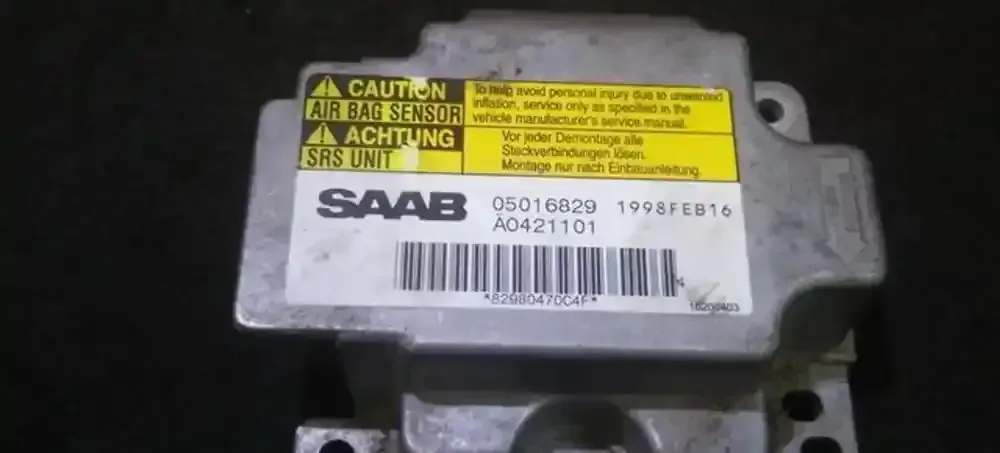 CAUTION
AIR BAG SENSOR
To help avoid personal injury due to unwanted
inflation, service only as specified in the
vehicle manufacturer's service manual.
ACHTUNG
SRS UNIT
Vor jeder Demontage alle
Steckverbindungen lösen.
Montage nur nach Einbauanleitung.
SAAB 05016829 1998FEB16
A0421101
*8298047OC4F*